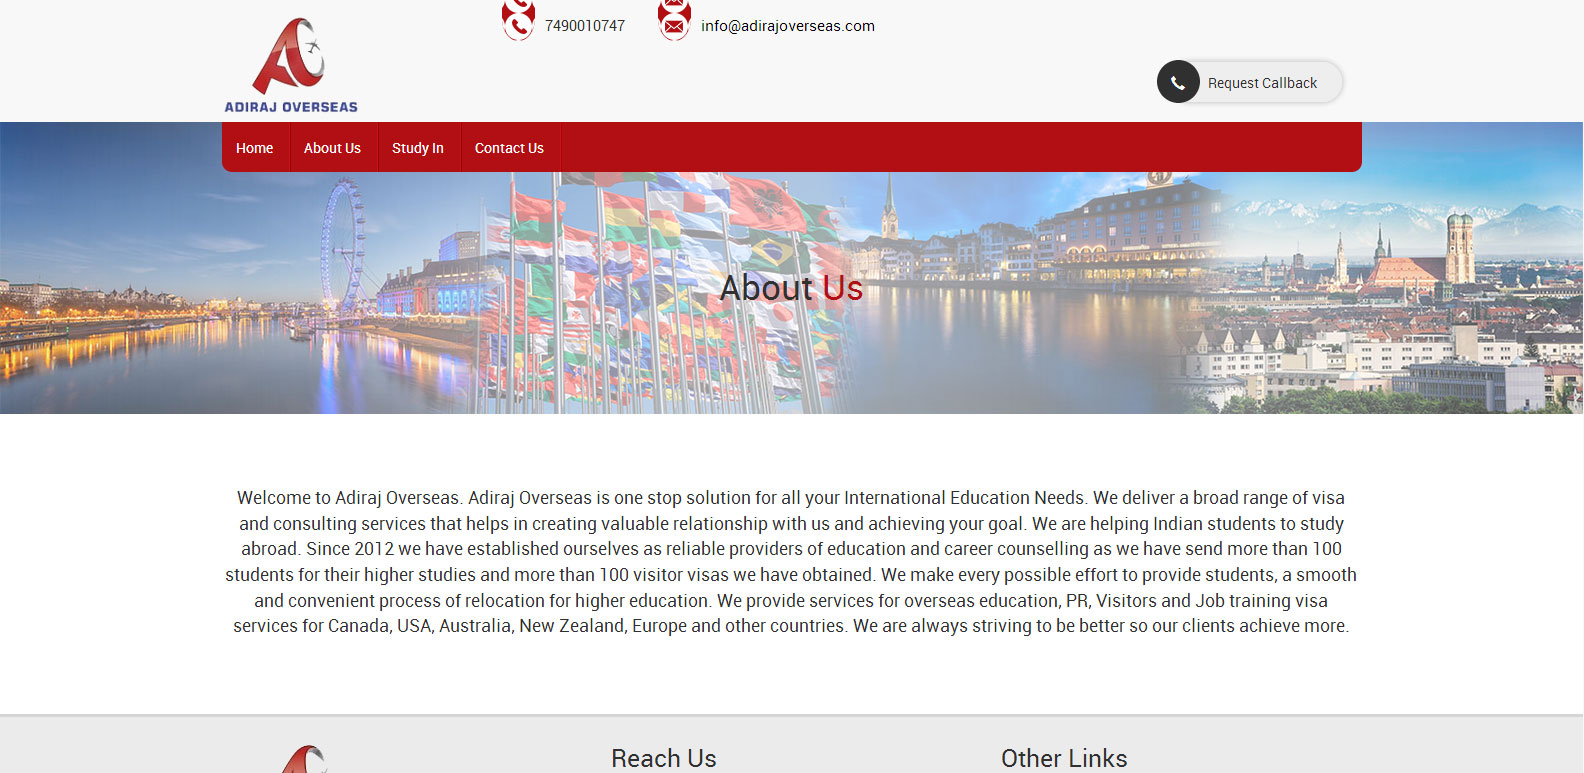 7490010747
info@adirajoverseas.com
ADIRAJ OVERSEAS
Request Callback
Home
About Us
Study In
Contact Us
About Us
Welcome to Adiraj Overseas. Adiraj Overseas is one stop solution for all your International Education Needs. We deliver a broad range of visa
and consulting services that helps in creating valuable relationship with us and achieving your goal. We are helping Indian students to study
abroad. Since 2012 we have established ourselves as reliable providers of education and career counselling as we have send more than 100
students for their higher studies and more than 100 visitor visas we have obtained. We make every possible effort to provide students, a smooth
and convenient process of relocation for higher education. We provide services for overseas education, PR, Visitors and Job training visa
services for Canada, USA, Australia, New Zealand, Europe and other countries. We are always striving to be better so our clients achieve more.
Reach Us
Other Links